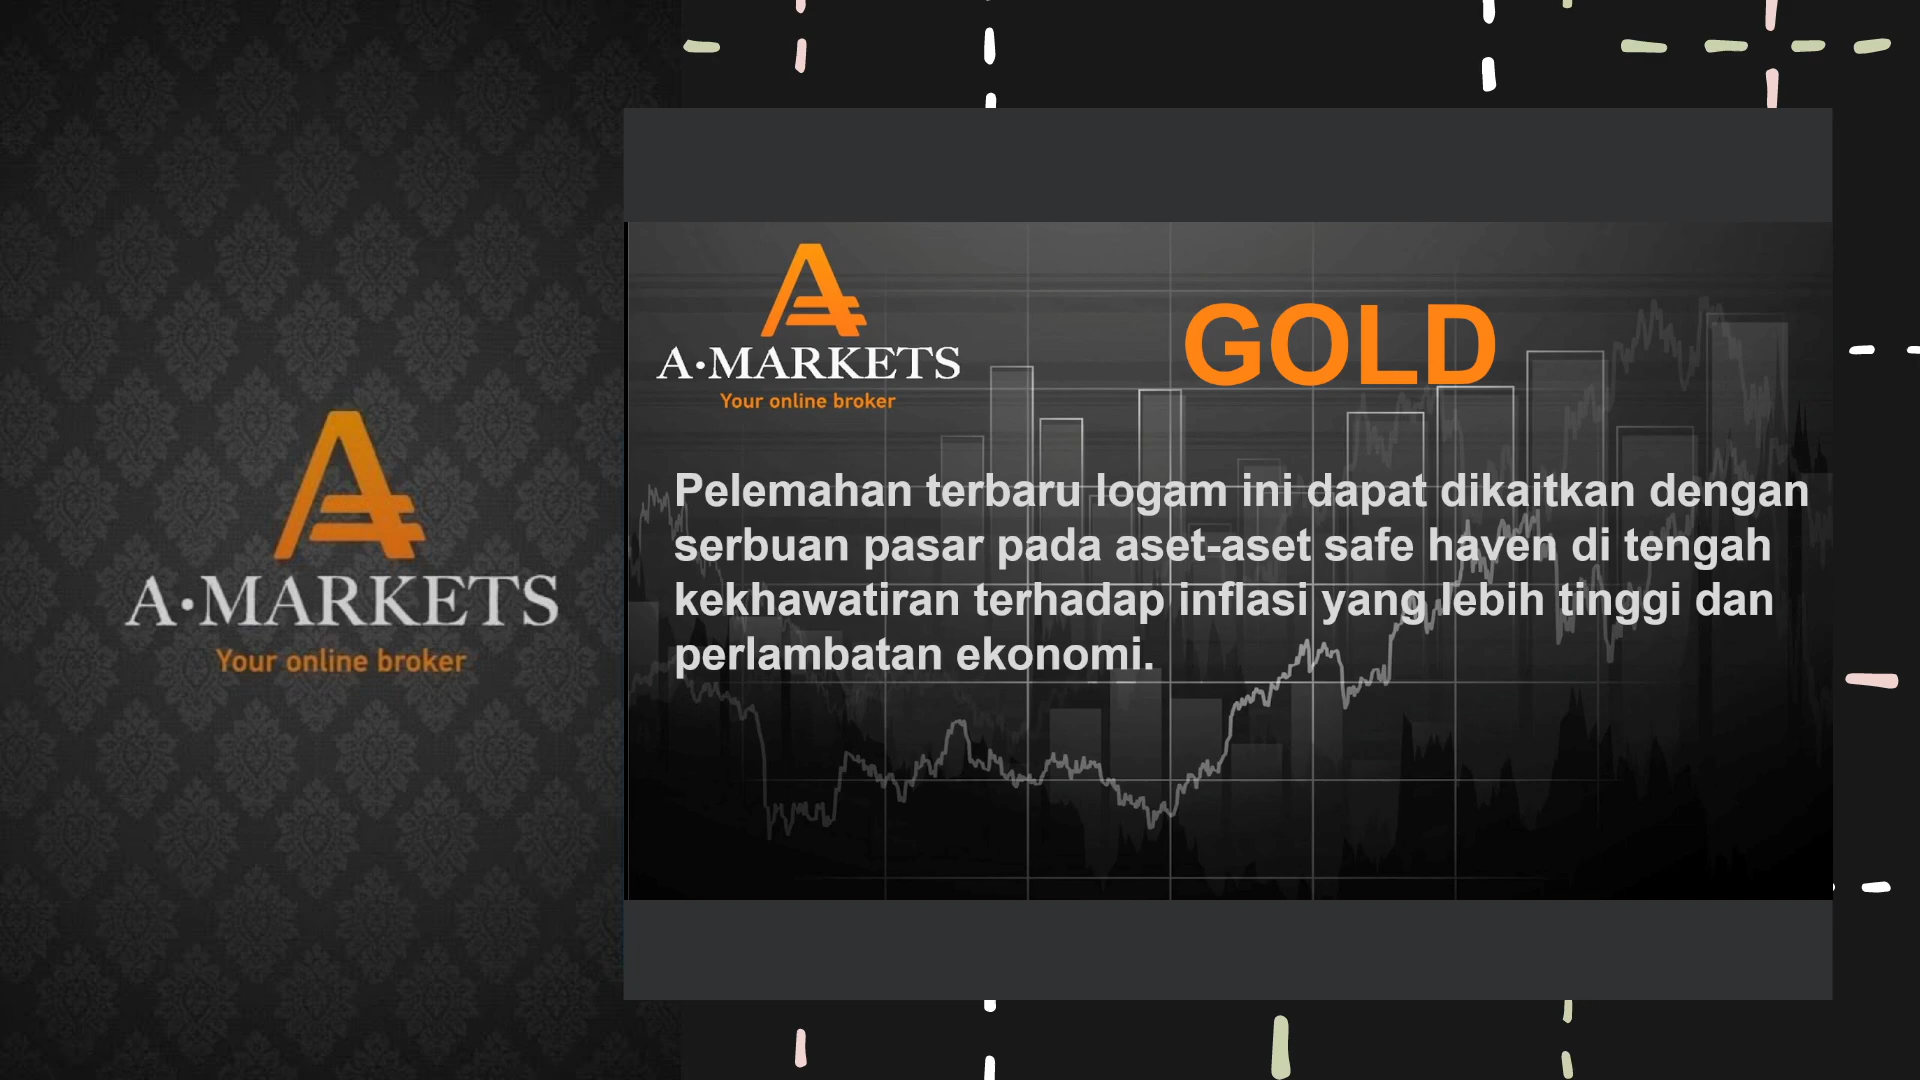 A·MARKETS
Your online broker
A·MARKETS
Your online broker
GOLD
Pelemahan terbaru logam ini dapat dikaitkan dengan
serbuan pasar pada aset-aset safe haven di tengah
kekhawatiran terhadap inflasi yang lebih tinggi dan
perlambatan ekonomi.